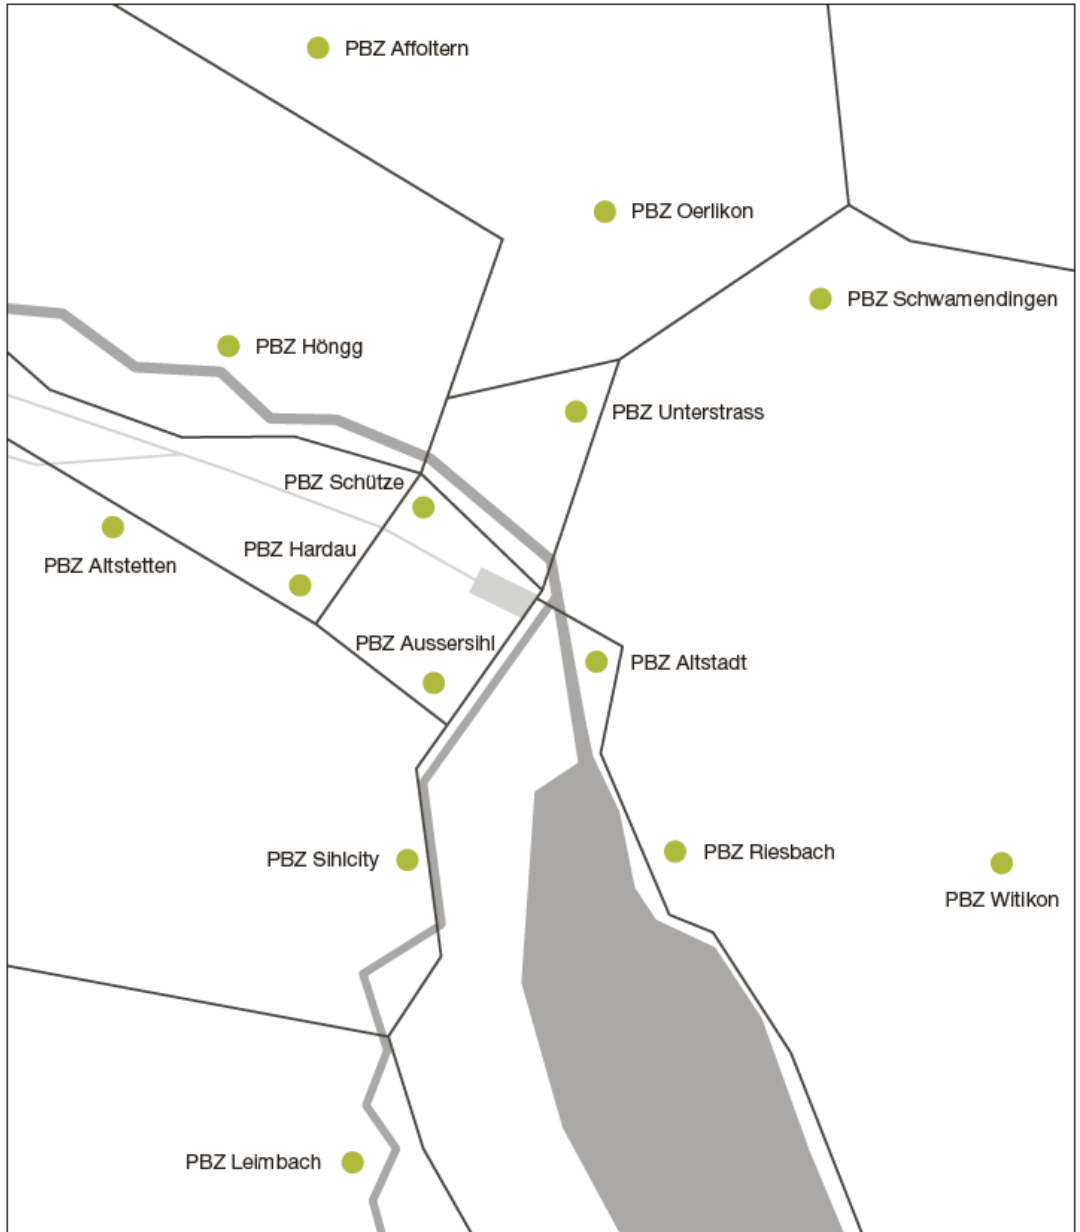 PBZ Affoltern
PBZ Oerlikon
PBZ Schwamendingen
PBZ Höngg
PBZ Unterstrass
PBZ Schütze
PBZ Hardau
PBZ Altstetten
PBZ Aussersihl
PBZ Altstadt
PBZ Riesbach
PBZ Sihlcity
PBZ Witikon
PBZ Leimbach